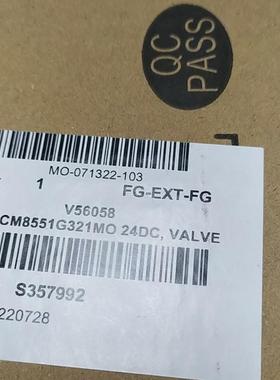 QC
PASS
MO-071322-103
1
FG-EXT-FG
V56058
CM8551G321MO 24DC, VALVE
S357992
220728